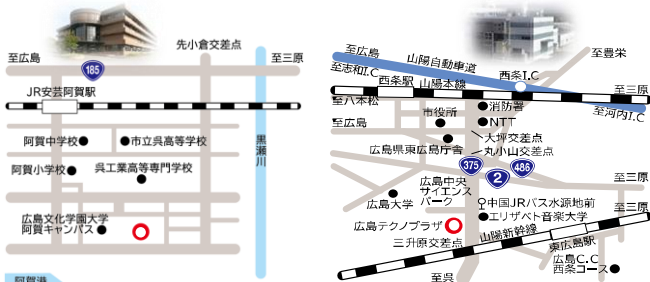 至広島
先小倉交差点
至三原
185
JR安芸阿賀駅
阿賀中学校
市立呉高等学校
黒瀬川
阿賀小学校
呉工業高等専門学校
広島文化学園大学
阿賀キャンパス
阿賀港
至広島
山陽自動車道
至豊栄
至志和I.C
西条駅
山陽本線
西条I.C
至三原
至八本松
消防署
至河内I.C
至広島
市役所
NTT
大坪交差点
広島県東広島庁舎
丸小山交差点
375
2
486
広島中央
サイエンス
パーク
至三原
広島大学
中国JRバス水源地前
エリザベト音楽大学
至三原
広島テクノプラザ
三升原交差点
山陽新幹線
東広島駅
広島C.C
西条コース
至呉